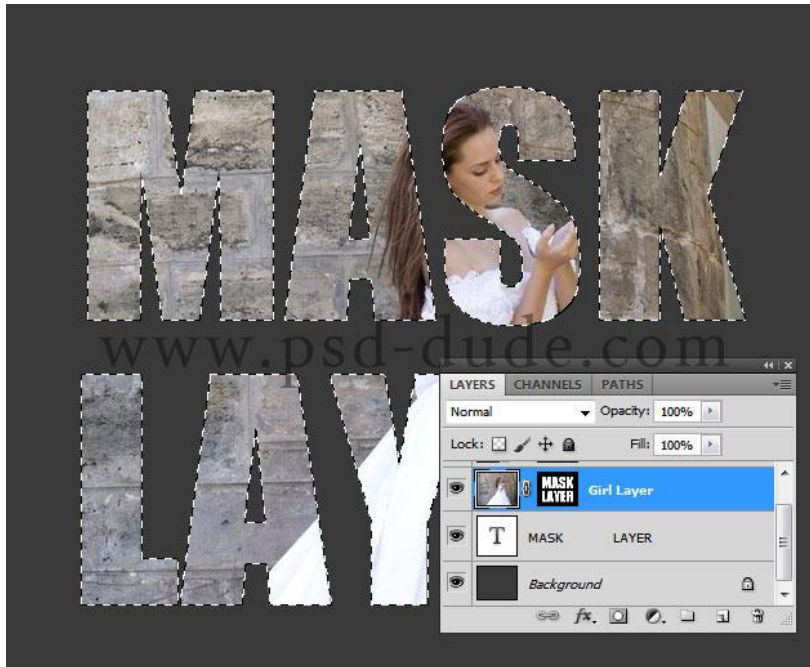 MASK
www.psd-dude.com
LAY
LAYERS CHANNELS PATHS
Normal Opacity: 100%
Lock: Fill: 100%
MASK
LAYER
Girl Layer
T MASK LAYER
Background
fx.